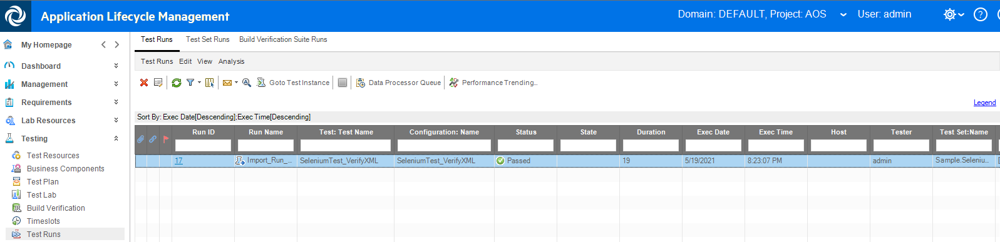 Application Lifecycle Management
Domain: DEFAULT, Project: AOS User: admin
My Homepage
Dashboard
Management
Requirements
Lab Resources
Testing
Test Resources
Business Components
Test Plan
Test Lab
Build Verification
Timeslots
Test Runs
Test Runs Test Set Runs Build Verification Suite Runs
Test Runs Edit View Analysis
Goto Test Instance Data Processor Queue Performance Trending...
Legend
Sort By: Exec Date[Descending];Exec Time[Descending]
Run ID Run Name Test: Test Name Configuration: Name Status State Duration Exec Date Exec Time Host Tester Test Set:Name
17 Import_Run_... SeleniumTest_VerifyXML SeleniumTest_VerifyXML Passed 19 5/19/2021 8:23:07 PM admin Sample.Seleniu... [